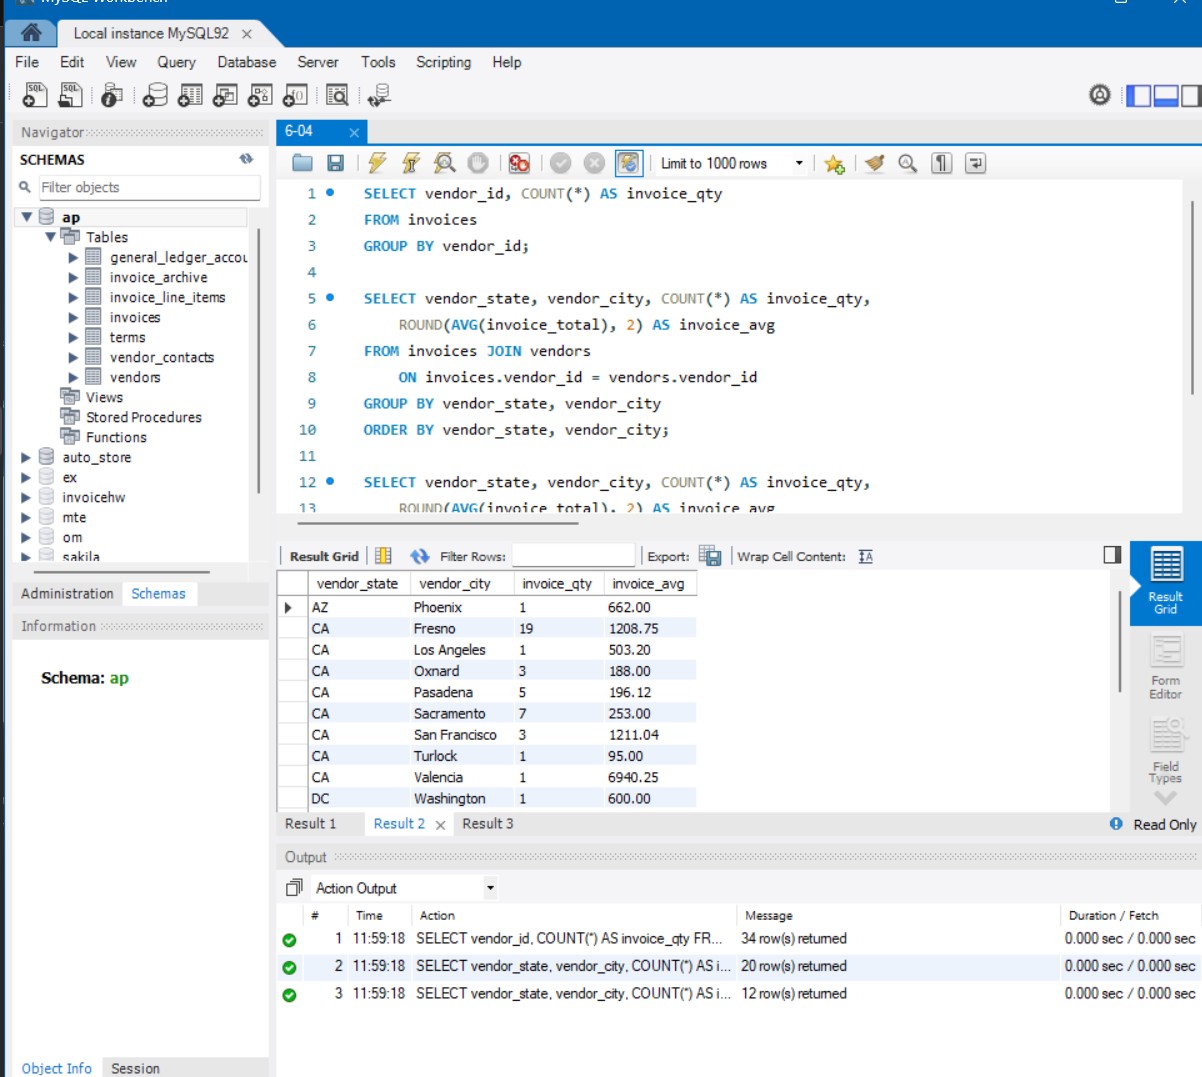 MySQL Workbench
Local instance MySQL92
File Edit View Query Database Server Tools Scripting Help
Navigator
SCHEMAS
Filter objects
ap
Tables
general_ledger_accou
invoice_archive
invoice_line_items
invoices
terms
vendor_contacts
vendors
Views
Stored Procedures
Functions
auto_store
ex
invoicehw
mte
om
sakila
Administration Schemas
Information
Schema: ap
Object Info Session
6-04
Limit to 1000 rows
1 SELECT vendor_id, COUNT(*) AS invoice_qty
2 FROM invoices
3 GROUP BY vendor_id;
4
5 SELECT vendor_state, vendor_city, COUNT(*) AS invoice_qty,
6 ROUND(AVG(invoice_total), 2) AS invoice_avg
7 FROM invoices JOIN vendors
8 ON invoices.vendor_id = vendors.vendor_id
9 GROUP BY vendor_state, vendor_city
10 ORDER BY vendor_state, vendor_city;
11
12 SELECT vendor_state, vendor_city, COUNT(*) AS invoice_qty,
13 ROUND(AVG(invoice_total), 2) AS invoice_avg
Result Grid Filter Rows: Export: Wrap Cell Content:
vendor_state vendor_city invoice_qty invoice_avg
AZ Phoenix 1 662.00
CA Fresno 19 1208.75
CA Los Angeles 1 503.20
CA Oxnard 3 188.00
CA Pasadena 5 196.12
CA Sacramento 7 253.00
CA San Francisco 3 1211.04
CA Turlock 1 95.00
CA Valencia 1 6940.25
DC Washington 1 600.00
Result
Grid
Form
Editor
Field
Types
Result 1 Result 2 Result 3
Read Only
Output
Action Output
# Time Action Message Duration / Fetch
1 11:59:18 SELECT vendor_id, COUNT(*) AS invoice_qty FR... 34 row(s) returned 0.000 sec / 0.000 sec
2 11:59:18 SELECT vendor_state, vendor_city, COUNT(*) AS i... 20 row(s) returned 0.000 sec / 0.000 sec
3 11:59:18 SELECT vendor_state, vendor_city, COUNT(*) AS i... 12 row(s) returned 0.000 sec / 0.000 sec